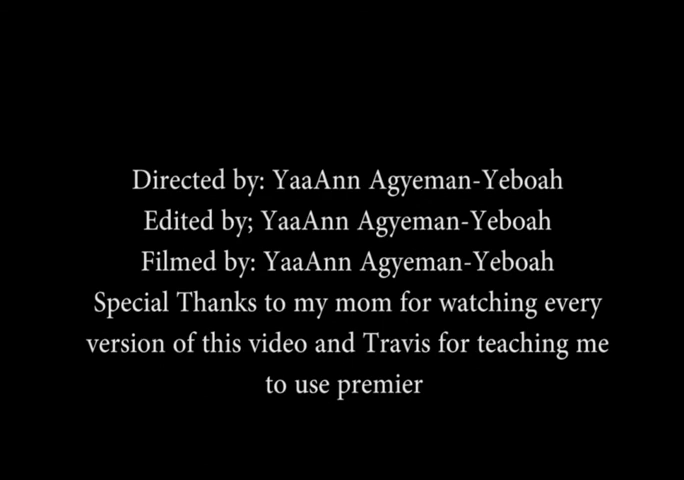 Directed by: YaaAnn Agyeman-Yeboah
Edited by; YaaAnn Agyeman-Yeboah
Filmed by: YaaAnn Agyeman-Yeboah
Special Thanks to my mom for watching every
version of this video and Travis for teaching me
to use premier